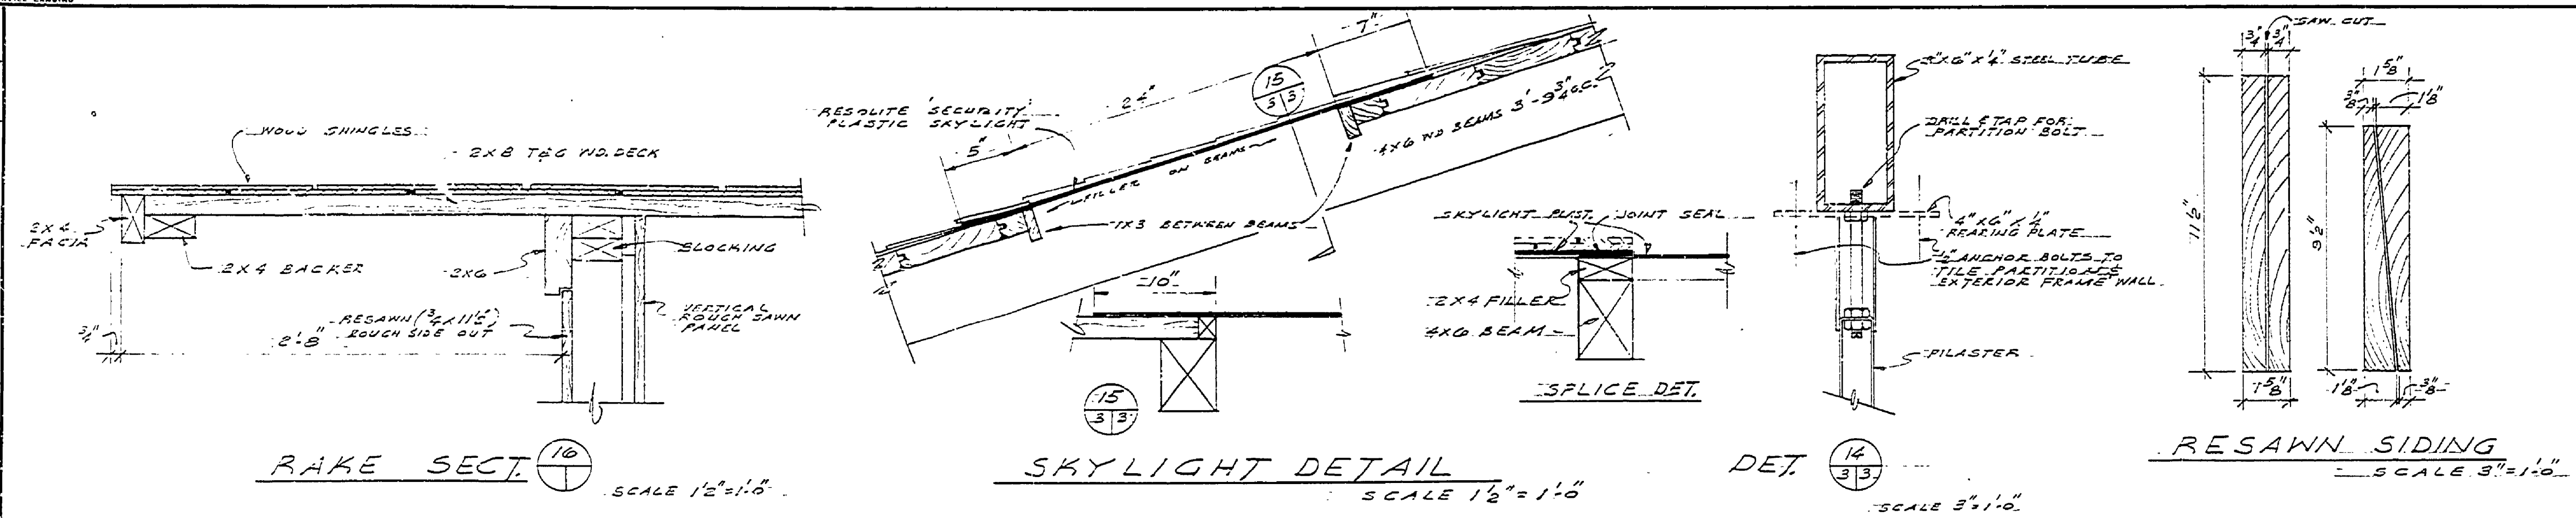 WOOD SHINGLES
2X8 T&G WD. DECK
2X4
FACIA
2X4 BACKER
2X6
BLOCKING
RESAWN (3/4 X 11 1/2)
ROUGH SIDE OUT
VERTICAL
ROUGH SAWN
PANEL
3/4"
2'-8"
RAKE SECT. 16
SCALE 1 1/2" = 1'-0"
RESOLITE 'SECURITY'
PLASTIC SKYLIGHT
5"
24"
7"
15
3 3
4X6 WD BEAMS 3'-9 3/4" O.C.
FILLER ON BEAMS
1X3 BETWEEN BEAMS
10"
15
3 3
SKYLIGHT DETAIL
SCALE 1 1/2" = 1'-0"
SKYLIGHT PLAST. JOINT SEAL
2X4 FILLER
4X6 BEAM
SPLICE DET.
X6"X1/4" STEEL TUBE
DRILL & TAP FOR
PARTITION BOLT
4"X6"X1/4"
BEARING PLATE
1/2" ANCHOR BOLTS TO
TILE PARTITIONS &
EXTERIOR FRAME WALL
PILASTER
DET. 14
3 3
SCALE 3" = 1'-0"
SAW CUT
3/4" 3/4"
11 1/2"
1 5/8"
1 5/8"
3/8" 1 1/8"
9 1/2"
1 1/8" 3/8"
RESAWN SIDING
SCALE 3" = 1'-0"